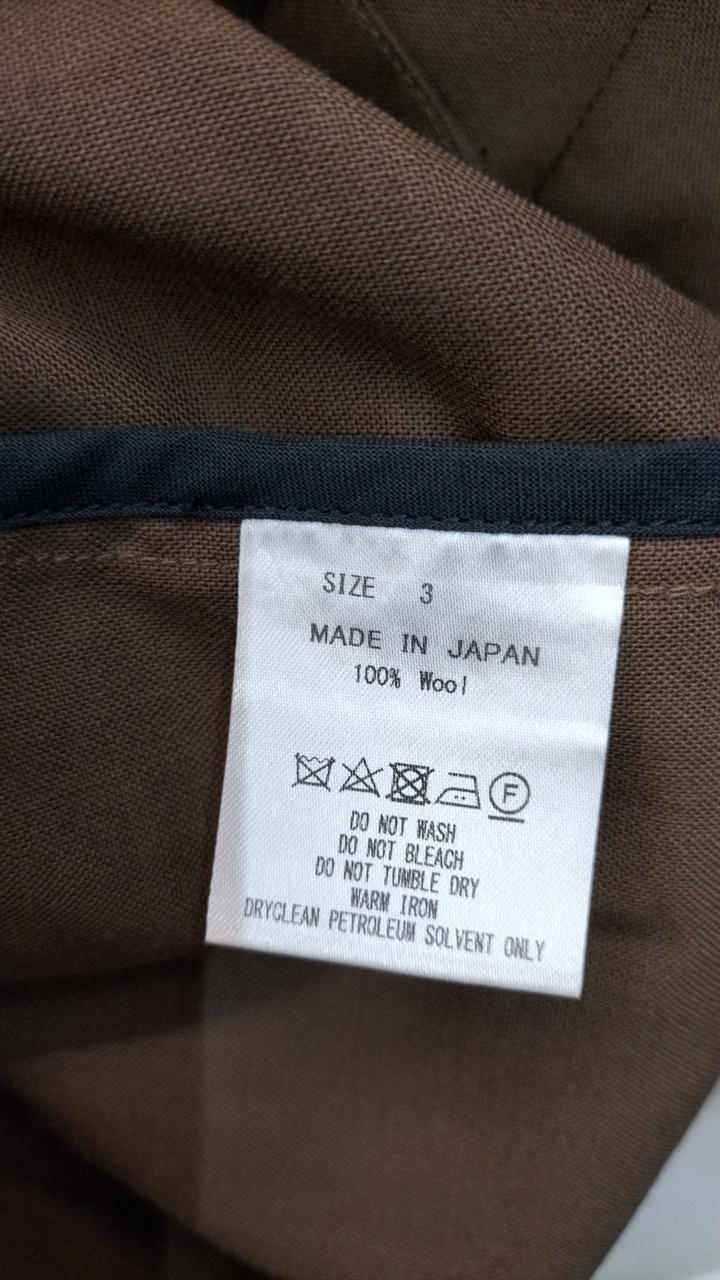 SIZE 3
MADE IN JAPAN
100% Wool
F
DO NOT WASH
DO NOT BLEACH
DO NOT TUMBLE DRY
WARM IRON
DRYCLEAN PETROLEUM SOLVENT ONLY